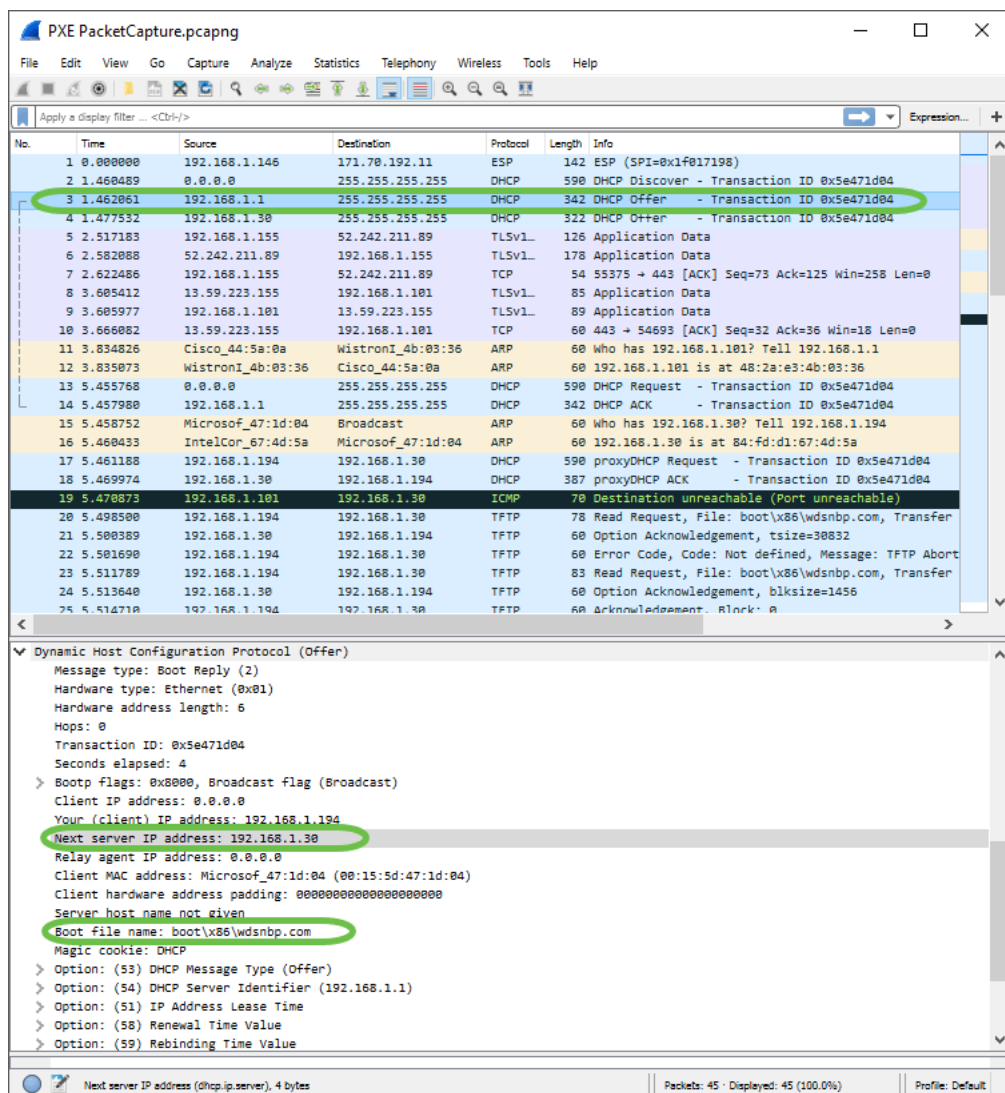 PXE PacketCapture.pcapng
File Edit View Go Capture Analyze Statistics Telephony Wireless Tools Help
Apply a display filter ... <Ctrl-/> Expression... +
No. Time Source Destination Protocol Length Info
1 0.000000 192.168.1.146 171.70.192.11 ESP 142 ESP (SPI=0x1f017198)
2 1.460489 0.0.0.0 255.255.255.255 DHCP 590 DHCP Discover - Transaction ID 0x5e471d04
3 1.462061 192.168.1.1 255.255.255.255 DHCP 342 DHCP Offer - Transaction ID 0x5e471d04
4 1.477532 192.168.1.30 255.255.255.255 DHCP 322 DHCP Offer - Transaction ID 0x5e471d04
5 2.517183 192.168.1.155 52.242.211.89 TLSv1… 126 Application Data
6 2.582088 52.242.211.89 192.168.1.155 TLSv1… 178 Application Data
7 2.622486 192.168.1.155 52.242.211.89 TCP 54 55375 → 443 [ACK] Seq=73 Ack=125 Win=258 Len=0
8 3.605412 13.59.223.155 192.168.1.101 TLSv1… 85 Application Data
9 3.605977 192.168.1.101 13.59.223.155 TLSv1… 89 Application Data
10 3.666082 13.59.223.155 192.168.1.101 TCP 60 443 → 54693 [ACK] Seq=32 Ack=36 Win=18 Len=0
11 3.834826 Cisco_44:5a:0a WistronI_4b:03:36 ARP 60 Who has 192.168.1.101? Tell 192.168.1.1
12 3.835073 WistronI_4b:03:36 Cisco_44:5a:0a ARP 60 192.168.1.101 is at 48:2a:e3:4b:03:36
13 5.455768 0.0.0.0 255.255.255.255 DHCP 590 DHCP Request - Transaction ID 0x5e471d04
14 5.457980 192.168.1.1 255.255.255.255 DHCP 342 DHCP ACK - Transaction ID 0x5e471d04
15 5.458752 Microsof_47:1d:04 Broadcast ARP 60 Who has 192.168.1.30? Tell 192.168.1.194
16 5.460433 IntelCor_67:4d:5a Microsof_47:1d:04 ARP 60 192.168.1.30 is at 84:fd:d1:67:4d:5a
17 5.461188 192.168.1.194 192.168.1.30 DHCP 590 proxyDHCP Request - Transaction ID 0x5e471d04
18 5.469974 192.168.1.30 192.168.1.194 DHCP 387 proxyDHCP ACK - Transaction ID 0x5e471d04
19 5.470873 192.168.1.101 192.168.1.30 ICMP 70 Destination unreachable (Port unreachable)
20 5.498500 192.168.1.194 192.168.1.30 TFTP 78 Read Request, File: boot\x86\wdsnbp.com, Transfer
21 5.500389 192.168.1.30 192.168.1.194 TFTP 60 Option Acknowledgement, tsize=30832
22 5.501690 192.168.1.194 192.168.1.30 TFTP 60 Error Code, Code: Not defined, Message: TFTP Abort
23 5.511789 192.168.1.194 192.168.1.30 TFTP 83 Read Request, File: boot\x86\wdsnbp.com, Transfer
24 5.513640 192.168.1.30 192.168.1.194 TFTP 60 Option Acknowledgement, blksize=1456
25 5.514710 192.168.1.194 192.168.1.30 TFTP 60 Acknowledgement, Block: 0
Dynamic Host Configuration Protocol (Offer)
Message type: Boot Reply (2)
Hardware type: Ethernet (0x01)
Hardware address length: 6
Hops: 0
Transaction ID: 0x5e471d04
Seconds elapsed: 4
Bootp flags: 0x8000, Broadcast flag (Broadcast)
Client IP address: 0.0.0.0
Your (client) IP address: 192.168.1.194
Next server IP address: 192.168.1.30
Relay agent IP address: 0.0.0.0
Client MAC address: Microsof_47:1d:04 (00:15:5d:47:1d:04)
Client hardware address padding: 00000000000000000000
Server host name not given
Boot file name: boot\x86\wdsnbp.com
Magic cookie: DHCP
Option: (53) DHCP Message Type (Offer)
Option: (54) DHCP Server Identifier (192.168.1.1)
Option: (51) IP Address Lease Time
Option: (58) Renewal Time Value
Option: (59) Rebinding Time Value
Next server IP address (dhcp.ip.server), 4 bytes Packets: 45 · Displayed: 45 (100.0%) Profile: Default